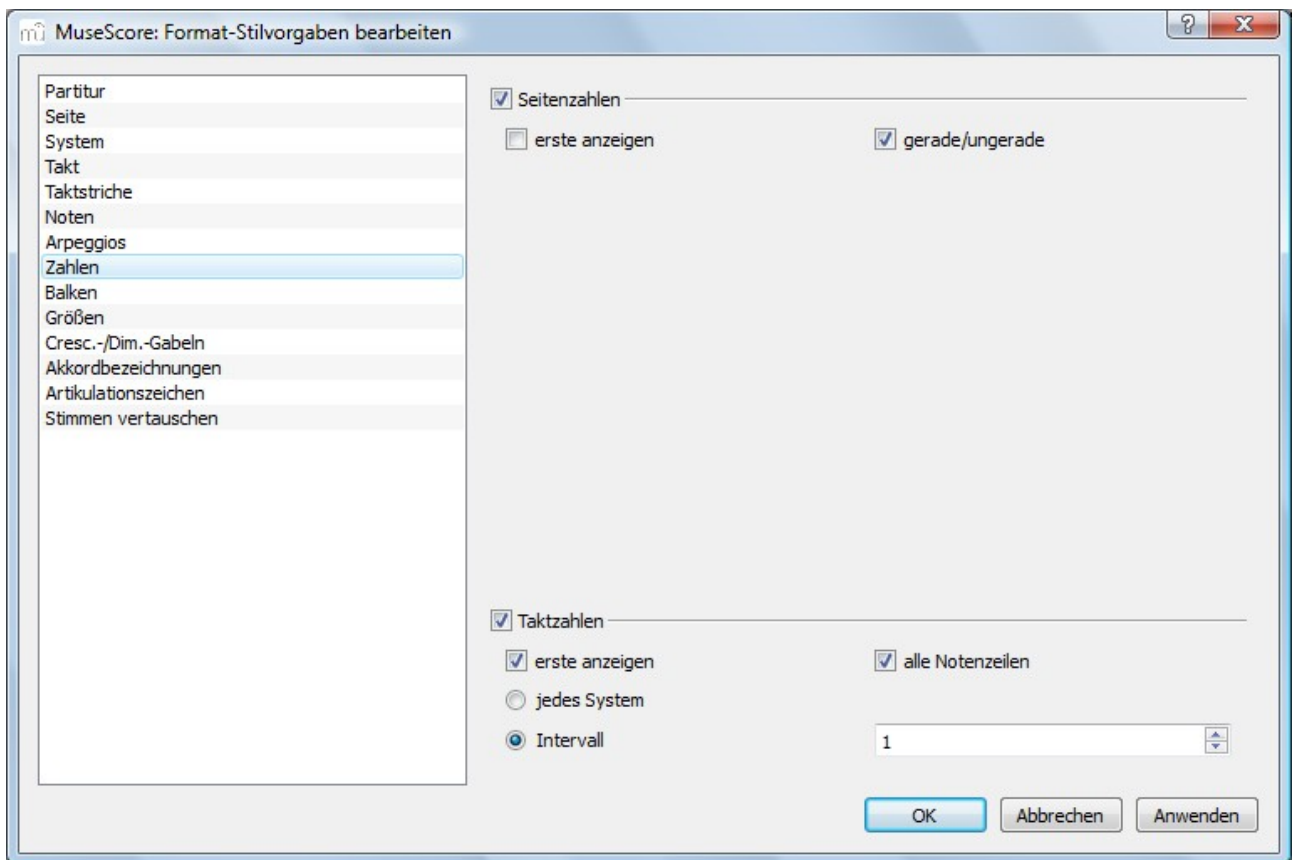 MuseScore: Format-Stilvorgaben bearbeiten
Partitur
Seite
System
Takt
Taktstriche
Noten
Arpeggios
Zahlen
Balken
Größen
Cresc.-/Dim.-Gabeln
Akkordbezeichnungen
Artikulationszeichen
Stimmen vertauschen
Seitenzahlen
erste anzeigen gerade/ungerade
Taktzahlen
erste anzeigen alle Notenzeilen
jedes System
Intervall 1
OK Abbrechen Anwenden